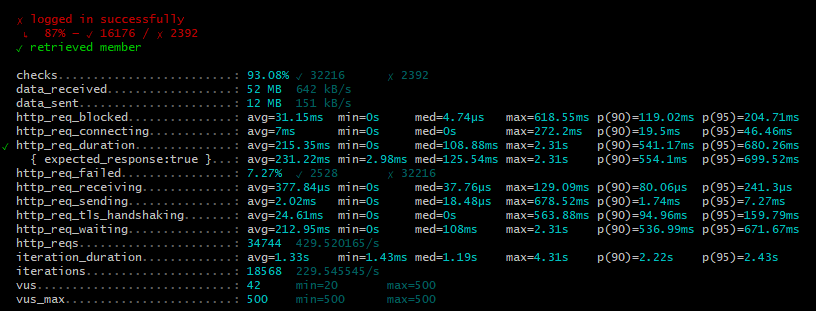 ✗ logged in successfully
↳  87% — ✓ 16176 / ✗ 2392
✓ retrieved member
checks.........................: 93.08% ✓ 32216      ✗ 2392
data_received..................: 52 MB  642 kB/s
data_sent......................: 12 MB  151 kB/s
http_req_blocked...............: avg=31.15ms  min=0s     med=4.74µs   max=618.55ms p(90)=119.02ms p(95)=204.71ms
http_req_connecting............: avg=7ms      min=0s     med=0s       max=272.2ms  p(90)=19.5ms   p(95)=46.46ms
✓ http_req_duration..............: avg=215.35ms min=0s     med=108.88ms max=2.31s    p(90)=541.17ms p(95)=680.26ms
{ expected_response:true }...: avg=231.22ms min=2.98ms med=125.54ms max=2.31s    p(90)=554.1ms  p(95)=699.52ms
http_req_failed................: 7.27%  ✓ 2528       ✗ 32216
http_req_receiving.............: avg=377.84µs min=0s     med=37.76µs  max=129.09ms p(90)=80.06µs  p(95)=241.3µs
http_req_sending...............: avg=2.02ms   min=0s     med=18.48µs  max=678.52ms p(90)=1.74ms   p(95)=7.27ms
http_req_tls_handshaking.......: avg=24.61ms  min=0s     med=0s       max=563.88ms p(90)=94.96ms  p(95)=159.79ms
http_req_waiting...............: avg=212.95ms min=0s     med=108ms    max=2.31s    p(90)=536.99ms p(95)=671.67ms
http_reqs......................: 34744  429.520165/s
iteration_duration.............: avg=1.33s    min=1.43ms med=1.19s    max=4.31s    p(90)=2.22s    p(95)=2.43s
iterations.....................: 18568  229.545545/s
vus............................: 42     min=20       max=500
vus_max........................: 500    min=500      max=500